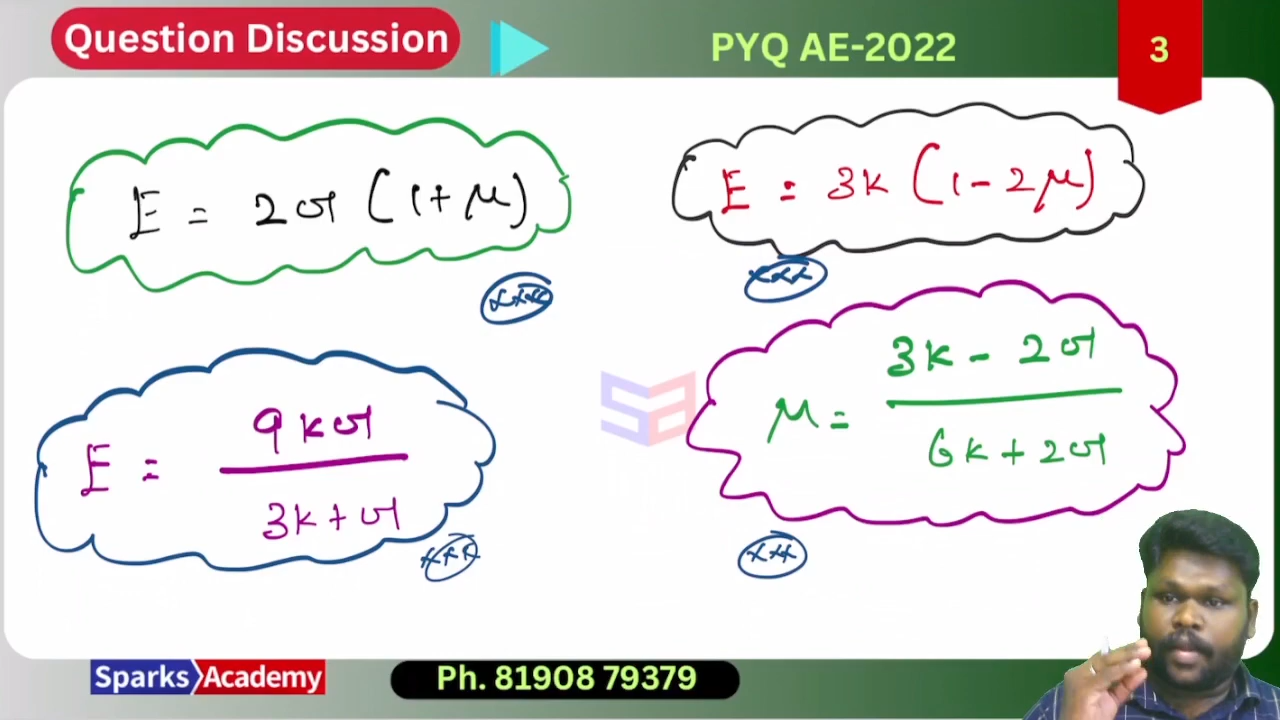 Question Discussion
PYQ AE-2022
3
E = 2G (1+μ)
E = 3K (1-2μ)
***
***
E = 9KG / 3K+G
μ = 3K - 2G / 6K + 2G
***
***
SA
Sparks Academy
Ph. 81908 79379